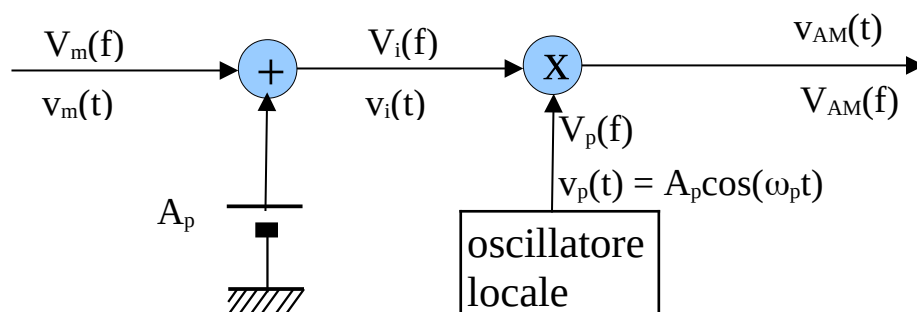 V_m(f)
v_m(t)
+
V_i(f)
v_i(t)
X
v_AM(t)
V_AM(f)
V_p(f)
v_p(t) = A_pcos(ω_pt)
A_p
oscillatore
locale